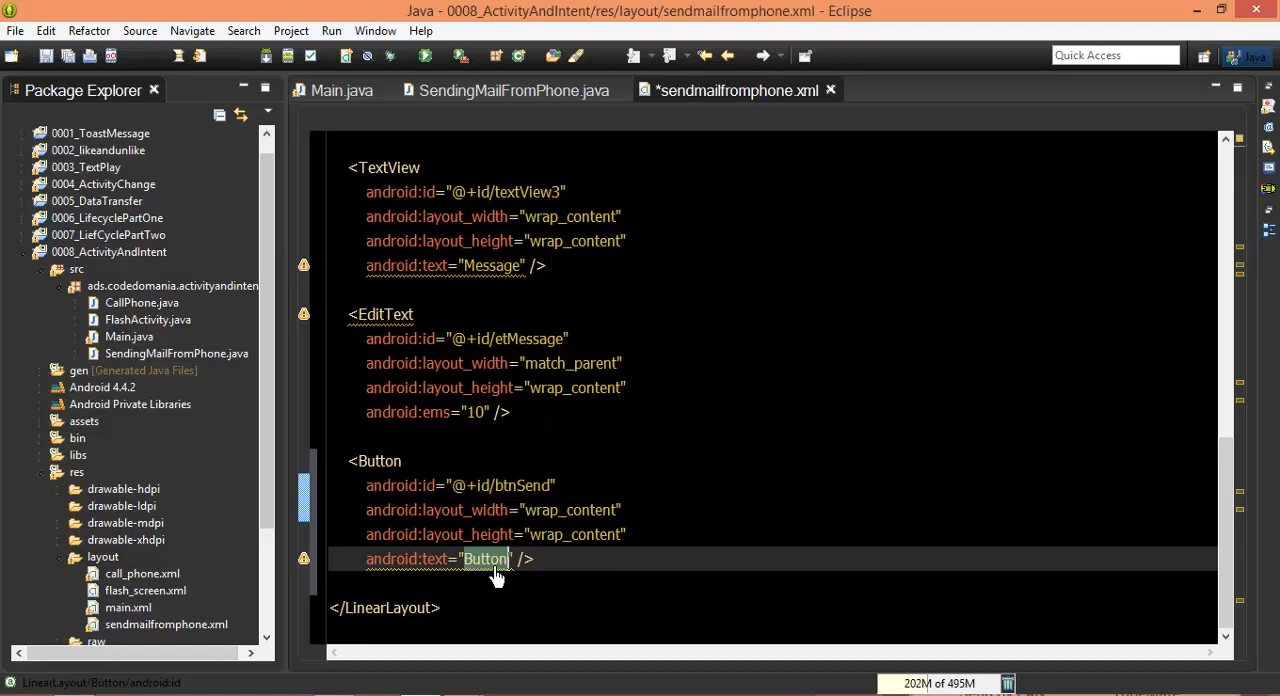 Java - 0008_ActivityAndIntent/res/layout/sendmailfromphone.xml - Eclipse
File Edit Refactor Source Navigate Search Project Run Window Help
Quick Access
Java
Package Explorer
Main.java
SendingMailFromPhone.java
*sendmailfromphone.xml
0001_ToastMessage
0002_likeandunlike
0003_TextPlay
0004_ActivityChange
0005_DataTransfer
0006_LifecyclePartOne
0007_LiefCyclePartTwo
0008_ActivityAndIntent
src
ads.codedomania.activityandinten
CallPhone.java
FlashActivity.java
Main.java
SendingMailFromPhone.java
gen [Generated Java Files]
Android 4.4.2
Android Private Libraries
assets
bin
libs
res
drawable-hdpi
drawable-ldpi
drawable-mdpi
drawable-xhdpi
layout
call_phone.xml
flash_screen.xml
main.xml
sendmailfromphone.xml
raw
<TextView
android:id="@+id/textView3"
android:layout_width="wrap_content"
android:layout_height="wrap_content"
android:text="Message" />
<EditText
android:id="@+id/etMessage"
android:layout_width="match_parent"
android:layout_height="wrap_content"
android:ems="10" />
<Button
android:id="@+id/btnSend"
android:layout_width="wrap_content"
android:layout_height="wrap_content"
android:text="Button" />
</LinearLayout>
LinearLayout/Button/android:id
202M of 495M